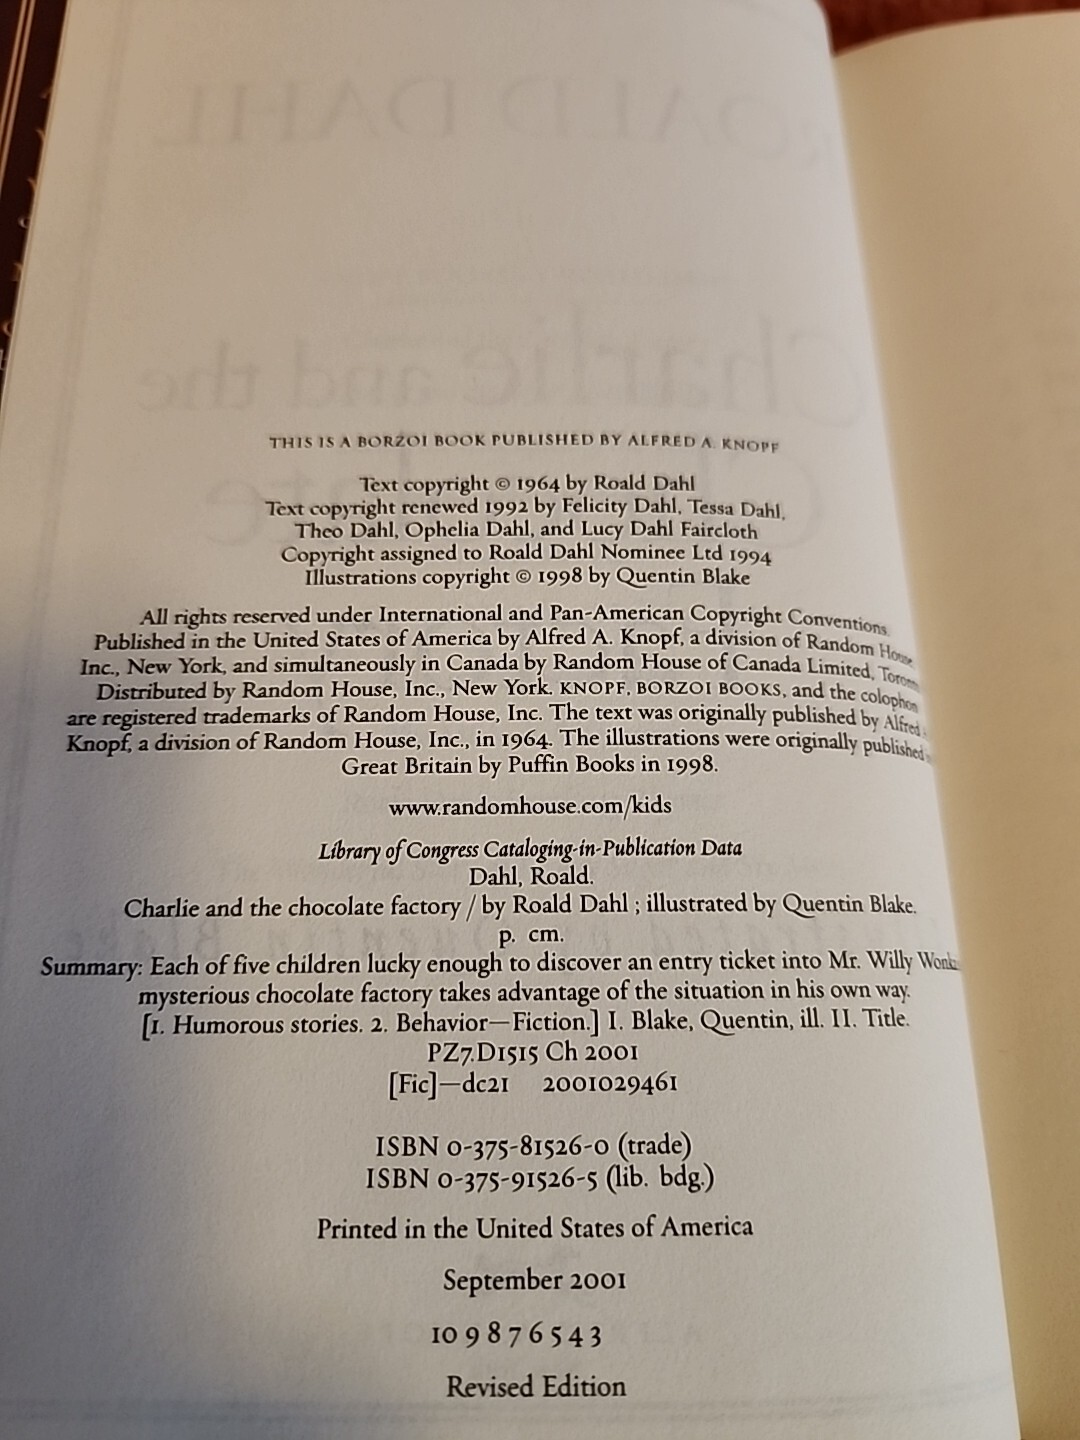 THIS IS A BORZOI BOOK PUBLISHED BY ALFRED A. KNOPF
Text copyright © 1964 by Roald Dahl
Text copyright renewed 1992 by Felicity Dahl, Tessa Dahl,
Theo Dahl, Ophelia Dahl, and Lucy Dahl Faircloth
Copyright assigned to Roald Dahl Nominee Ltd 1994
Illustrations copyright © 1998 by Quentin Blake
All rights reserved under International and Pan-American Copyright Conventions.
Published in the United States of America by Alfred A. Knopf, a division of Random House,
Inc., New York, and simultaneously in Canada by Random House of Canada Limited,
Distributed by Random House, Inc., New York. KNOPF, BORZOI BOOKS, and the colophon
are registered trademarks of Random House, Inc. The text was originally published by Alfred
Knopf, a division of Random House, Inc., in 1964. The illustrations were originally published
Great Britain by Puffin Books in 1998.
www.randomhouse.com/kids
Library of Congress Cataloging-in-Publication Data
Dahl, Roald.
Charlie and the chocolate factory / by Roald Dahl ; illustrated by Quentin Blake.
p. cm.
Summary: Each of five children lucky enough to discover an entry ticket into Mr. Willy
mysterious chocolate factory takes advantage of the situation in his own way.
[1. Humorous stories. 2. Behavior—Fiction.] I. Blake, Quentin, ill. II. Title.
PZ7.D1515 Ch 2001
[Fic]—dc21 2001029461
ISBN 0-375-81526-0 (trade)
ISBN 0-375-91526-5 (lib. bdg.)
Printed in the United States of America
September 2001
10 9 8 7 6 5 4 3
Revised Edition